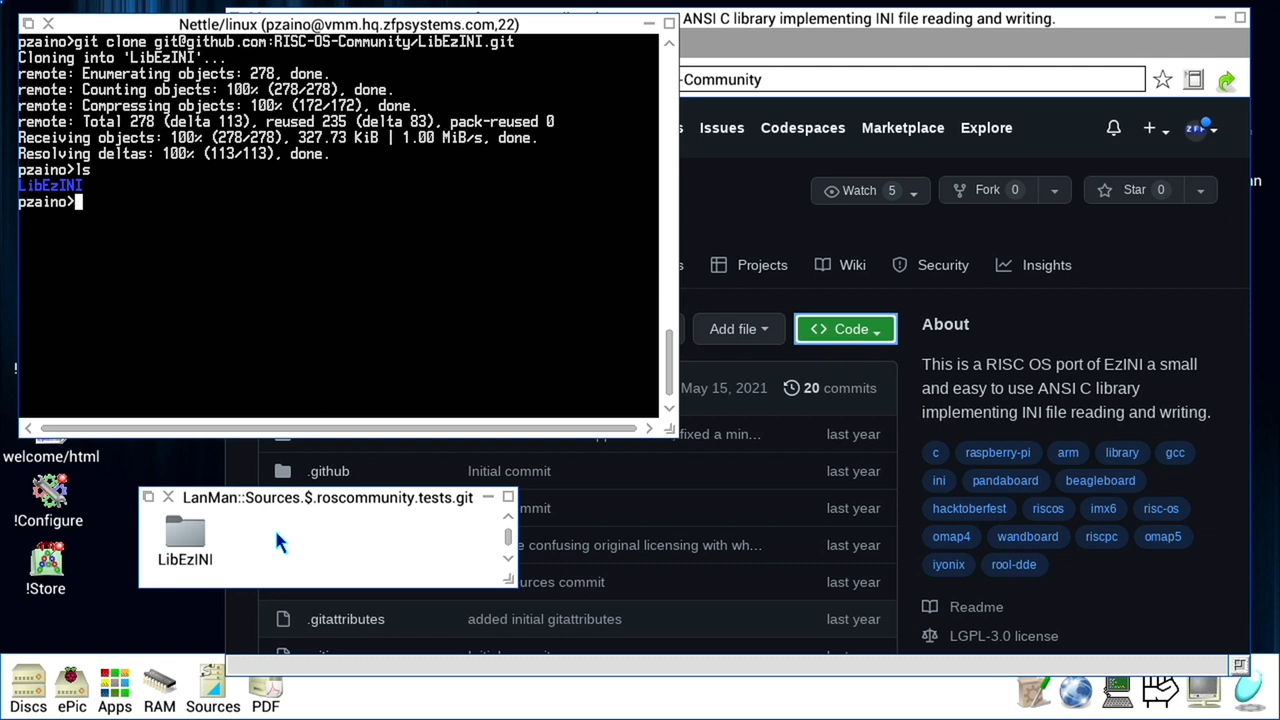 Nettle/linux (pzaino@vmm.hq.zfpsystems.com,22)
pzaino>git clone git@github.com:RISC-OS-Community/LibEzINI.git
Cloning into 'LibEzINI'...
remote: Enumerating objects: 278, done.
remote: Counting objects: 100% (278/278), done.
remote: Compressing objects: 100% (172/172), done.
remote: Total 278 (delta 113), reused 235 (delta 83), pack-reused 0
Receiving objects: 100% (278/278), 327.73 KiB | 1.00 MiB/s, done.
Resolving deltas: 100% (113/113), done.
pzaino>ls
LibEzINI
pzaino>
ANSI C library implementing INI file reading and writing.
-Community
Issues Codespaces Marketplace Explore
ZFP
Watch 5 Fork 0 Star 0
Projects Wiki Security Insights
Add file Code
May 15, 2021 20 commits
last year
.github Initial commit last year
last year
e confusing original licensing with wh... last year
ources commit last year
.gitattributes added initial gitattributes last year
About
This is a RISC OS port of EzINI a small
and easy to use ANSI C library
implementing INI file reading and writing.
c raspberry-pi arm library gcc
ini pandaboard beagleboard
hacktoberfest riscos imx6 risc-os
omap4 wandboard riscpc omap5
iyonix rool-dde
Readme
LGPL-3.0 license
LanMan::Sources.$.roscommunity.tests.git
LibEzINI
welcome/html
!Configure
!Store
Discs ePic Apps RAM Sources PDF